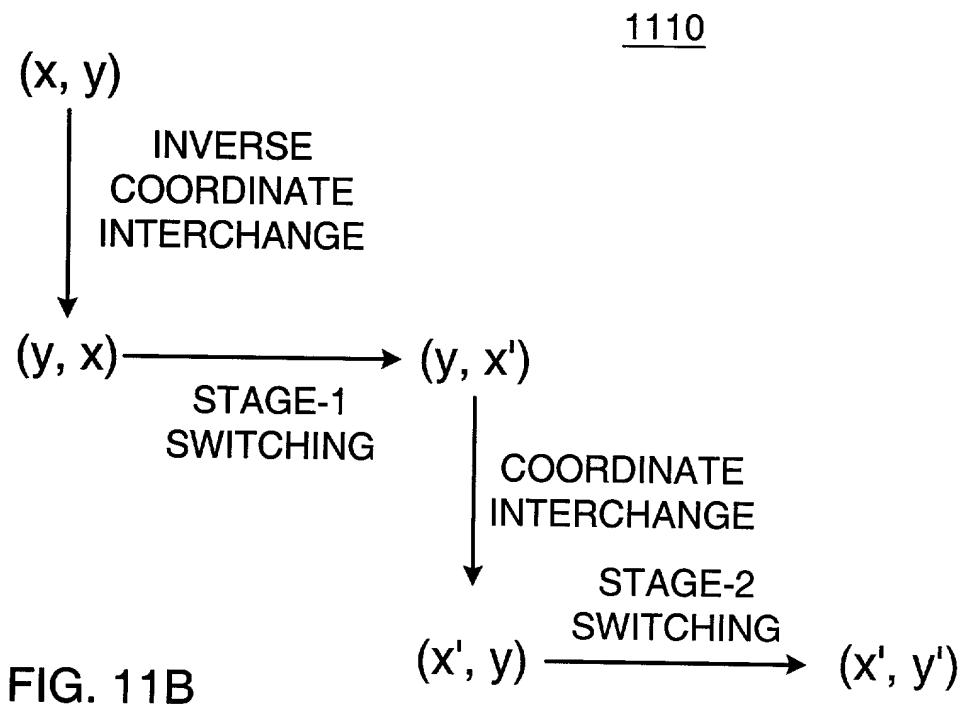 1110
(x, y)
INVERSE
COORDINATE
INTERCHANGE
(y, x)
(y, x')
STAGE-1
SWITCHING
COORDINATE
INTERCHANGE
STAGE-2
SWITCHING
(x', y)
(x', y')
FIG. 11B